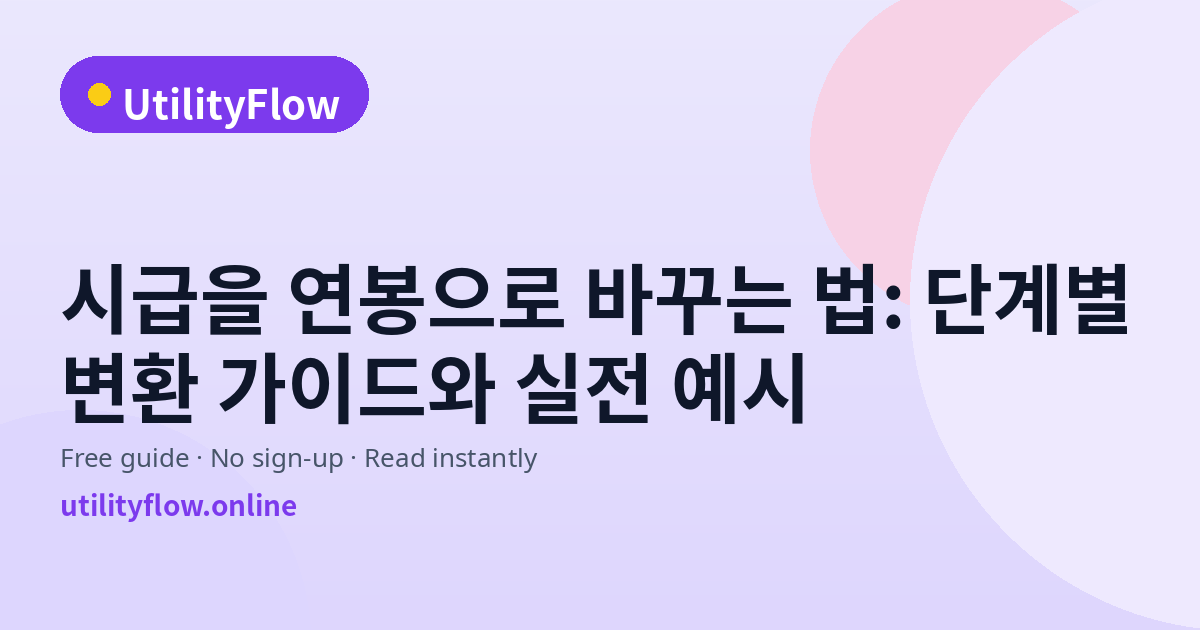 UtilityFlow
시급을 연봉으로 바꾸는 법: 단계별
변환 가이드와 실전 예시
Free guide · No sign-up · Read instantly
utilityflow.online